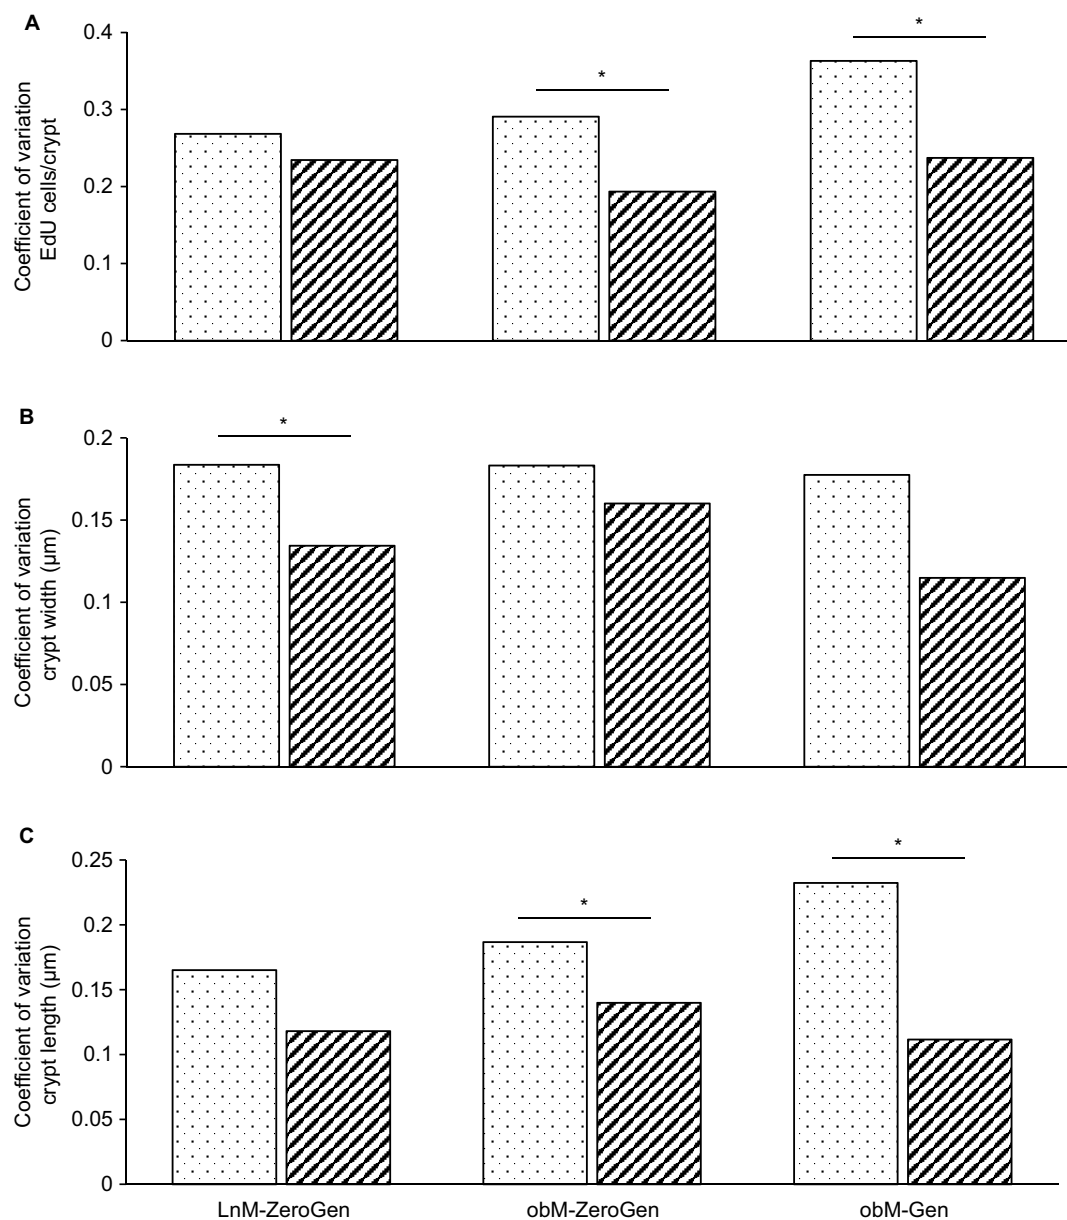 A
Coefficient of variation
EdU cells/crypt
0.4
0.3
0.2
0.1
0
*
*
B
Coefficient of variation
crypt width (μm)
0.2
0.15
0.1
0.05
0
*
C
Coefficient of variation
crypt length (μm)
0.25
0.2
0.15
0.1
0.05
0
*
*
LnM-ZeroGen
obM-ZeroGen
obM-Gen